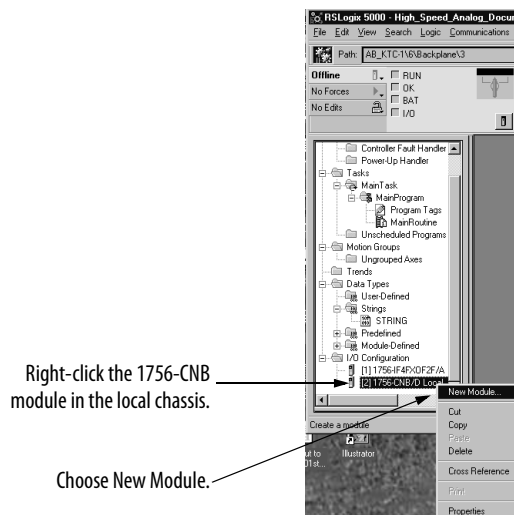 RSLogix 5000 - High_Speed_Analog_Docu
File Edit View Search Logic Communications
Path: AB_KTC-1\6\Backplane\3
Offline
RUN
No Forces
OK
BAT
No Edits
I/O
Controller Fault Handler
Power-Up Handler
Tasks
MainTask
MainProgram
Program Tags
MainRoutine
Unscheduled Programs
Motion Groups
Ungrouped Axes
Trends
Data Types
User-Defined
Strings
STRING
Predefined
Module-Defined
I/O Configuration
[1] 1756-IF4FXOF2F/A
[2] 1756-CNB/D Local
Right-click the 1756-CNB
module in the local chassis.
New Module...
Cut
Copy
Paste
Delete
Cross Reference
Print
Properties
Create a module
ut to
01st...
Illustrator
Choose New Module.